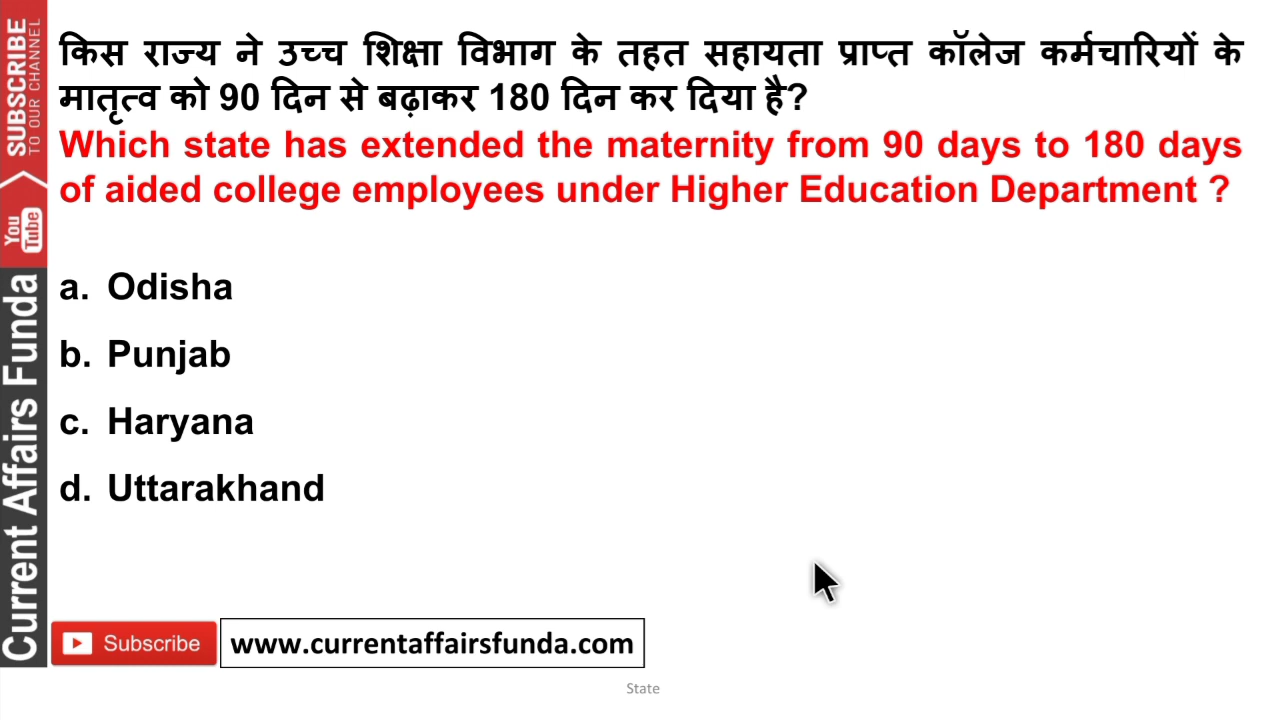 किस राज्य ने उच्च शिक्षा विभाग के तहत सहायता प्राप्त कॉलेज कर्मचारियों के
मातृत्व को 90 दिन से बढ़ाकर 180 दिन कर दिया है?
Which state has extended the maternity from 90 days to 180 days
of aided college employees under Higher Education Department ?
a. Odisha
b. Punjab
c. Haryana
d. Uttarakhand
SUBSCRIBE
TO OUR CHANNEL
You
Tube
Current Affairs Funda
Subscribe
www.currentaffairsfunda.com
State